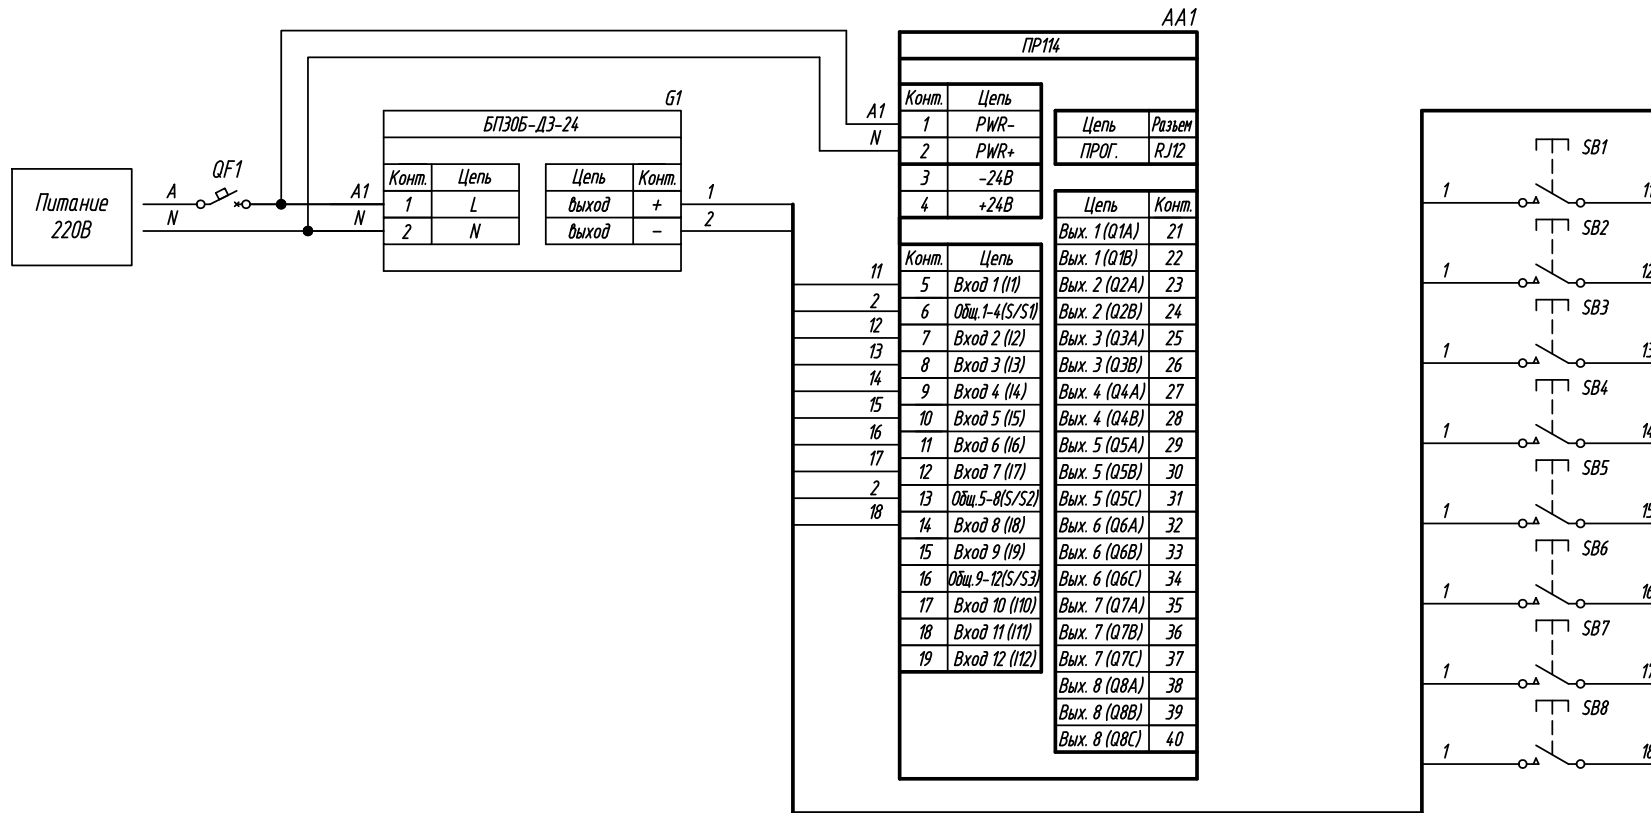 AA1
ПР114
Конт. Цепь
1 PWR-
2 PWR+
3 -24В
4 +24В
A1
N
Цепь Разъем
ПРОГ. RJ12
G1
БП30Б-Д3-24
Конт. Цепь
1 L
2 N
Цепь Конт.
выход +
выход -
Питание
220В
A
N
QF1
A1
N
1
2
Конт. Цепь
5 Вход 1 (I1)
6 Общ.1-4(S/S1)
7 Вход 2 (I2)
8 Вход 3 (I3)
9 Вход 4 (I4)
10 Вход 5 (I5)
11 Вход 6 (I6)
12 Вход 7 (I7)
13 Общ.5-8(S/S2)
14 Вход 8 (I8)
15 Вход 9 (I9)
16 Общ.9-12(S/S3)
17 Вход 10 (I10)
18 Вход 11 (I11)
19 Вход 12 (I12)
11
2
12
13
14
15
16
17
2
18
Цепь Конт.
Вых. 1 (Q1A) 21
Вых. 1 (Q1B) 22
Вых. 2 (Q2A) 23
Вых. 2 (Q2B) 24
Вых. 3 (Q3A) 25
Вых. 3 (Q3B) 26
Вых. 4 (Q4A) 27
Вых. 4 (Q4B) 28
Вых. 5 (Q5A) 29
Вых. 5 (Q5B) 30
Вых. 5 (Q5C) 31
Вых. 6 (Q6A) 32
Вых. 6 (Q6B) 33
Вых. 6 (Q6C) 34
Вых. 7 (Q7A) 35
Вых. 7 (Q7B) 36
Вых. 7 (Q7C) 37
Вых. 8 (Q8A) 38
Вых. 8 (Q8B) 39
Вых. 8 (Q8C) 40
SB1
1 11
SB2
1 12
SB3
1 13
SB4
1 14
SB5
1 15
SB6
1 16
SB7
1 17
SB8
1 18